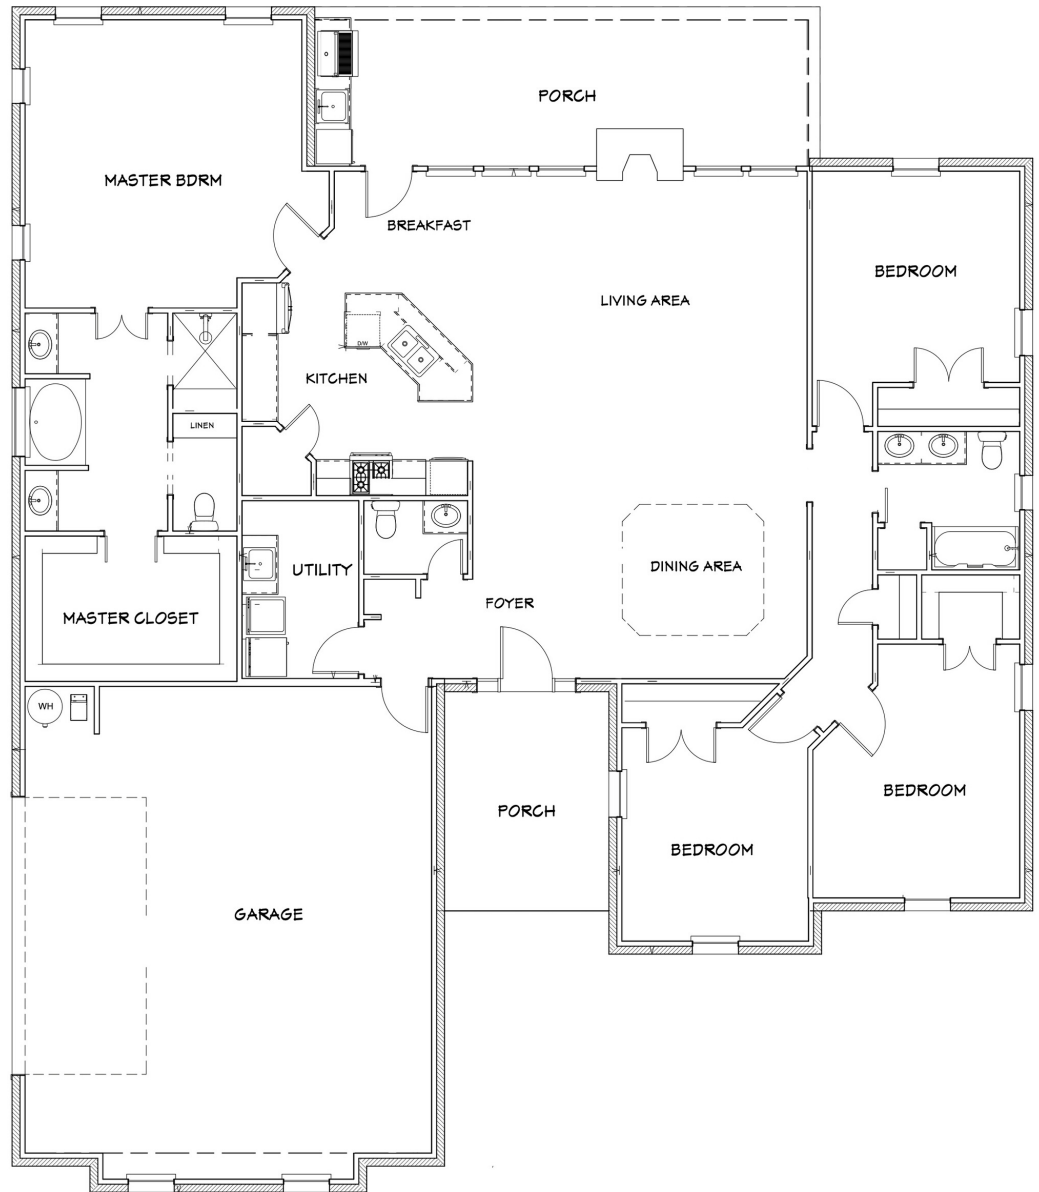 PORCH
MASTER BDRM
BREAKFAST
BEDROOM
LIVING AREA
D/W
KITCHEN
LINEN
UTILITY
DINING AREA
FOYER
MASTER CLOSET
WH
BEDROOM
PORCH
BEDROOM
GARAGE